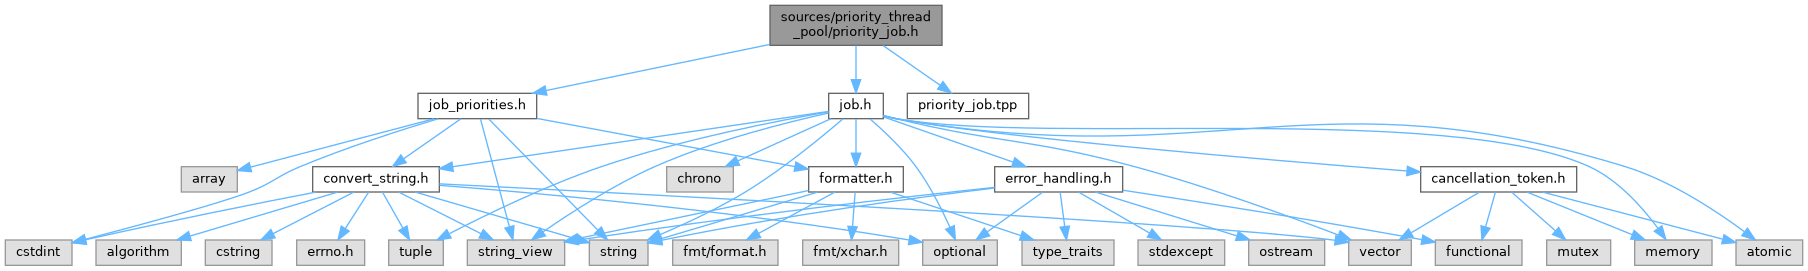 sources/priority_thread
_pool/priority_job.h
job_priorities.h
job.h
priority_job.tpp
array
convert_string.h
chrono
formatter.h
error_handling.h
cancellation_token.h
cstdint
algorithm
cstring
errno.h
tuple
string_view
string
fmt/format.h
fmt/xchar.h
optional
type_traits
stdexcept
ostream
vector
functional
mutex
memory
atomic